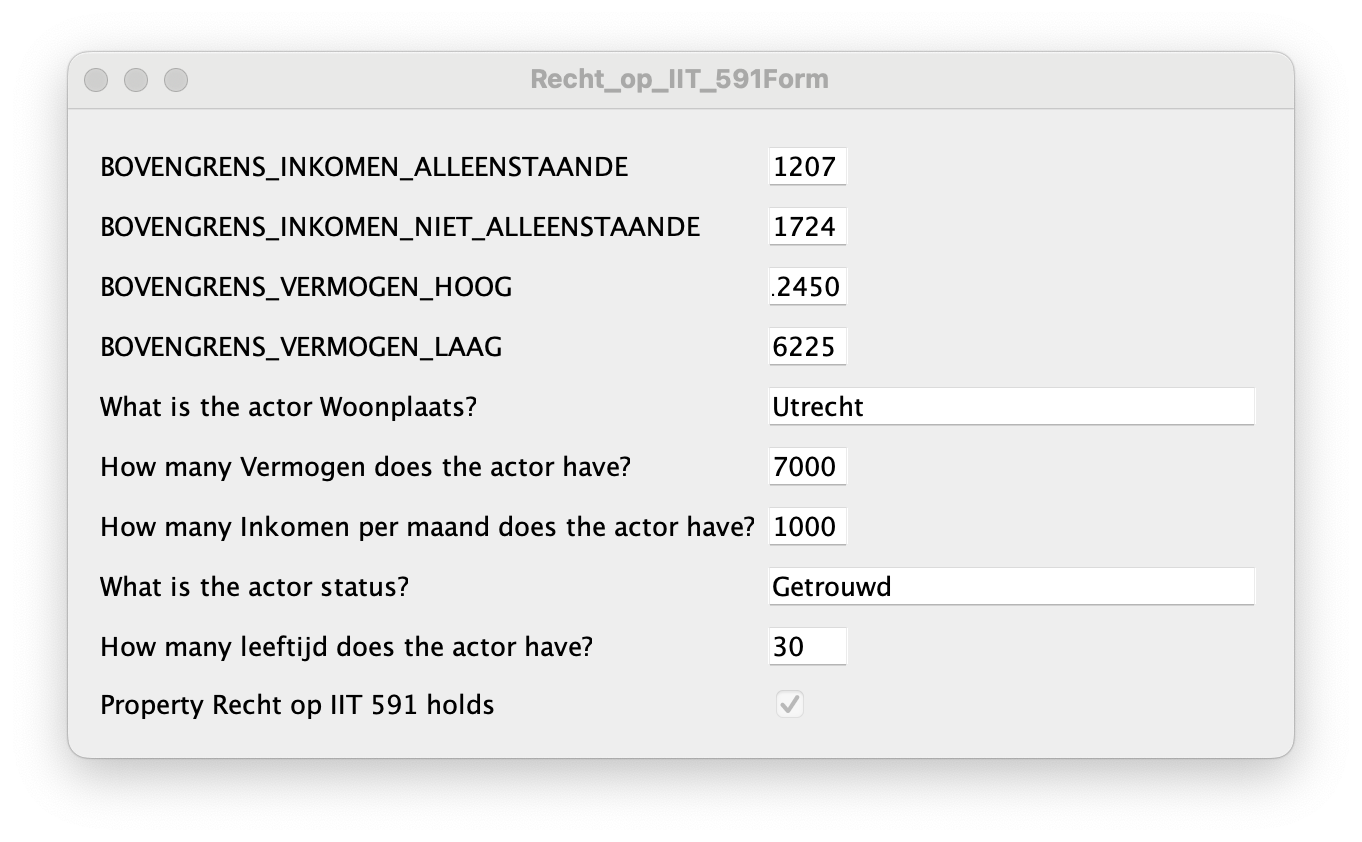 Recht_op_IIT_591Form
BOVENGRENS_INKOMEN_ALLEENSTAANDE 1207
BOVENGRENS_INKOMEN_NIET_ALLEENSTAANDE 1724
BOVENGRENS_VERMOGEN_HOOG 2450
BOVENGRENS_VERMOGEN_LAAG 6225
What is the actor Woonplaats? Utrecht
How many Vermogen does the actor have? 7000
How many Inkomen per maand does the actor have? 1000
What is the actor status? Getrouwd
How many leeftijd does the actor have? 30
Property Recht op IIT 591 holds